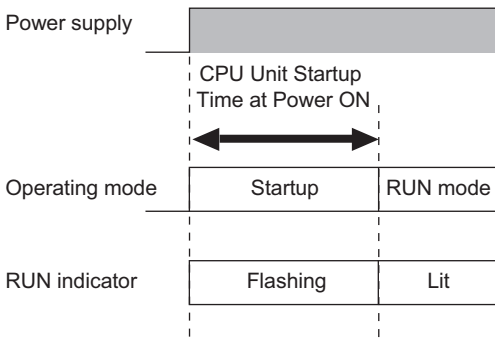 Power supply
CPU Unit Startup
Time at Power ON
Operating mode
Startup
RUN mode
RUN indicator
Flashing
Lit